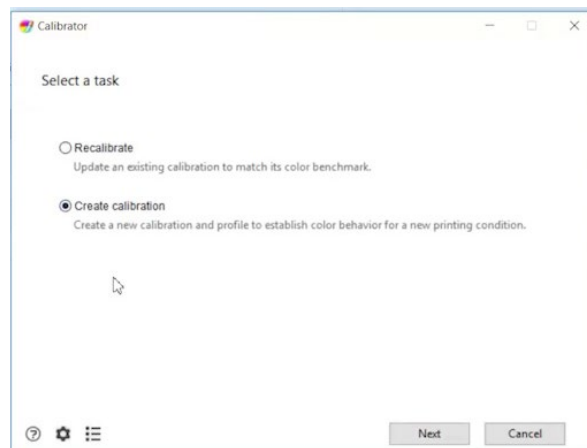 Calibrator
Select a task
Recalibrate
Update an existing calibration to match its color benchmark.
Create calibration
Create a new calibration and profile to establish color behavior for a new printing condition.
Next
Cancel